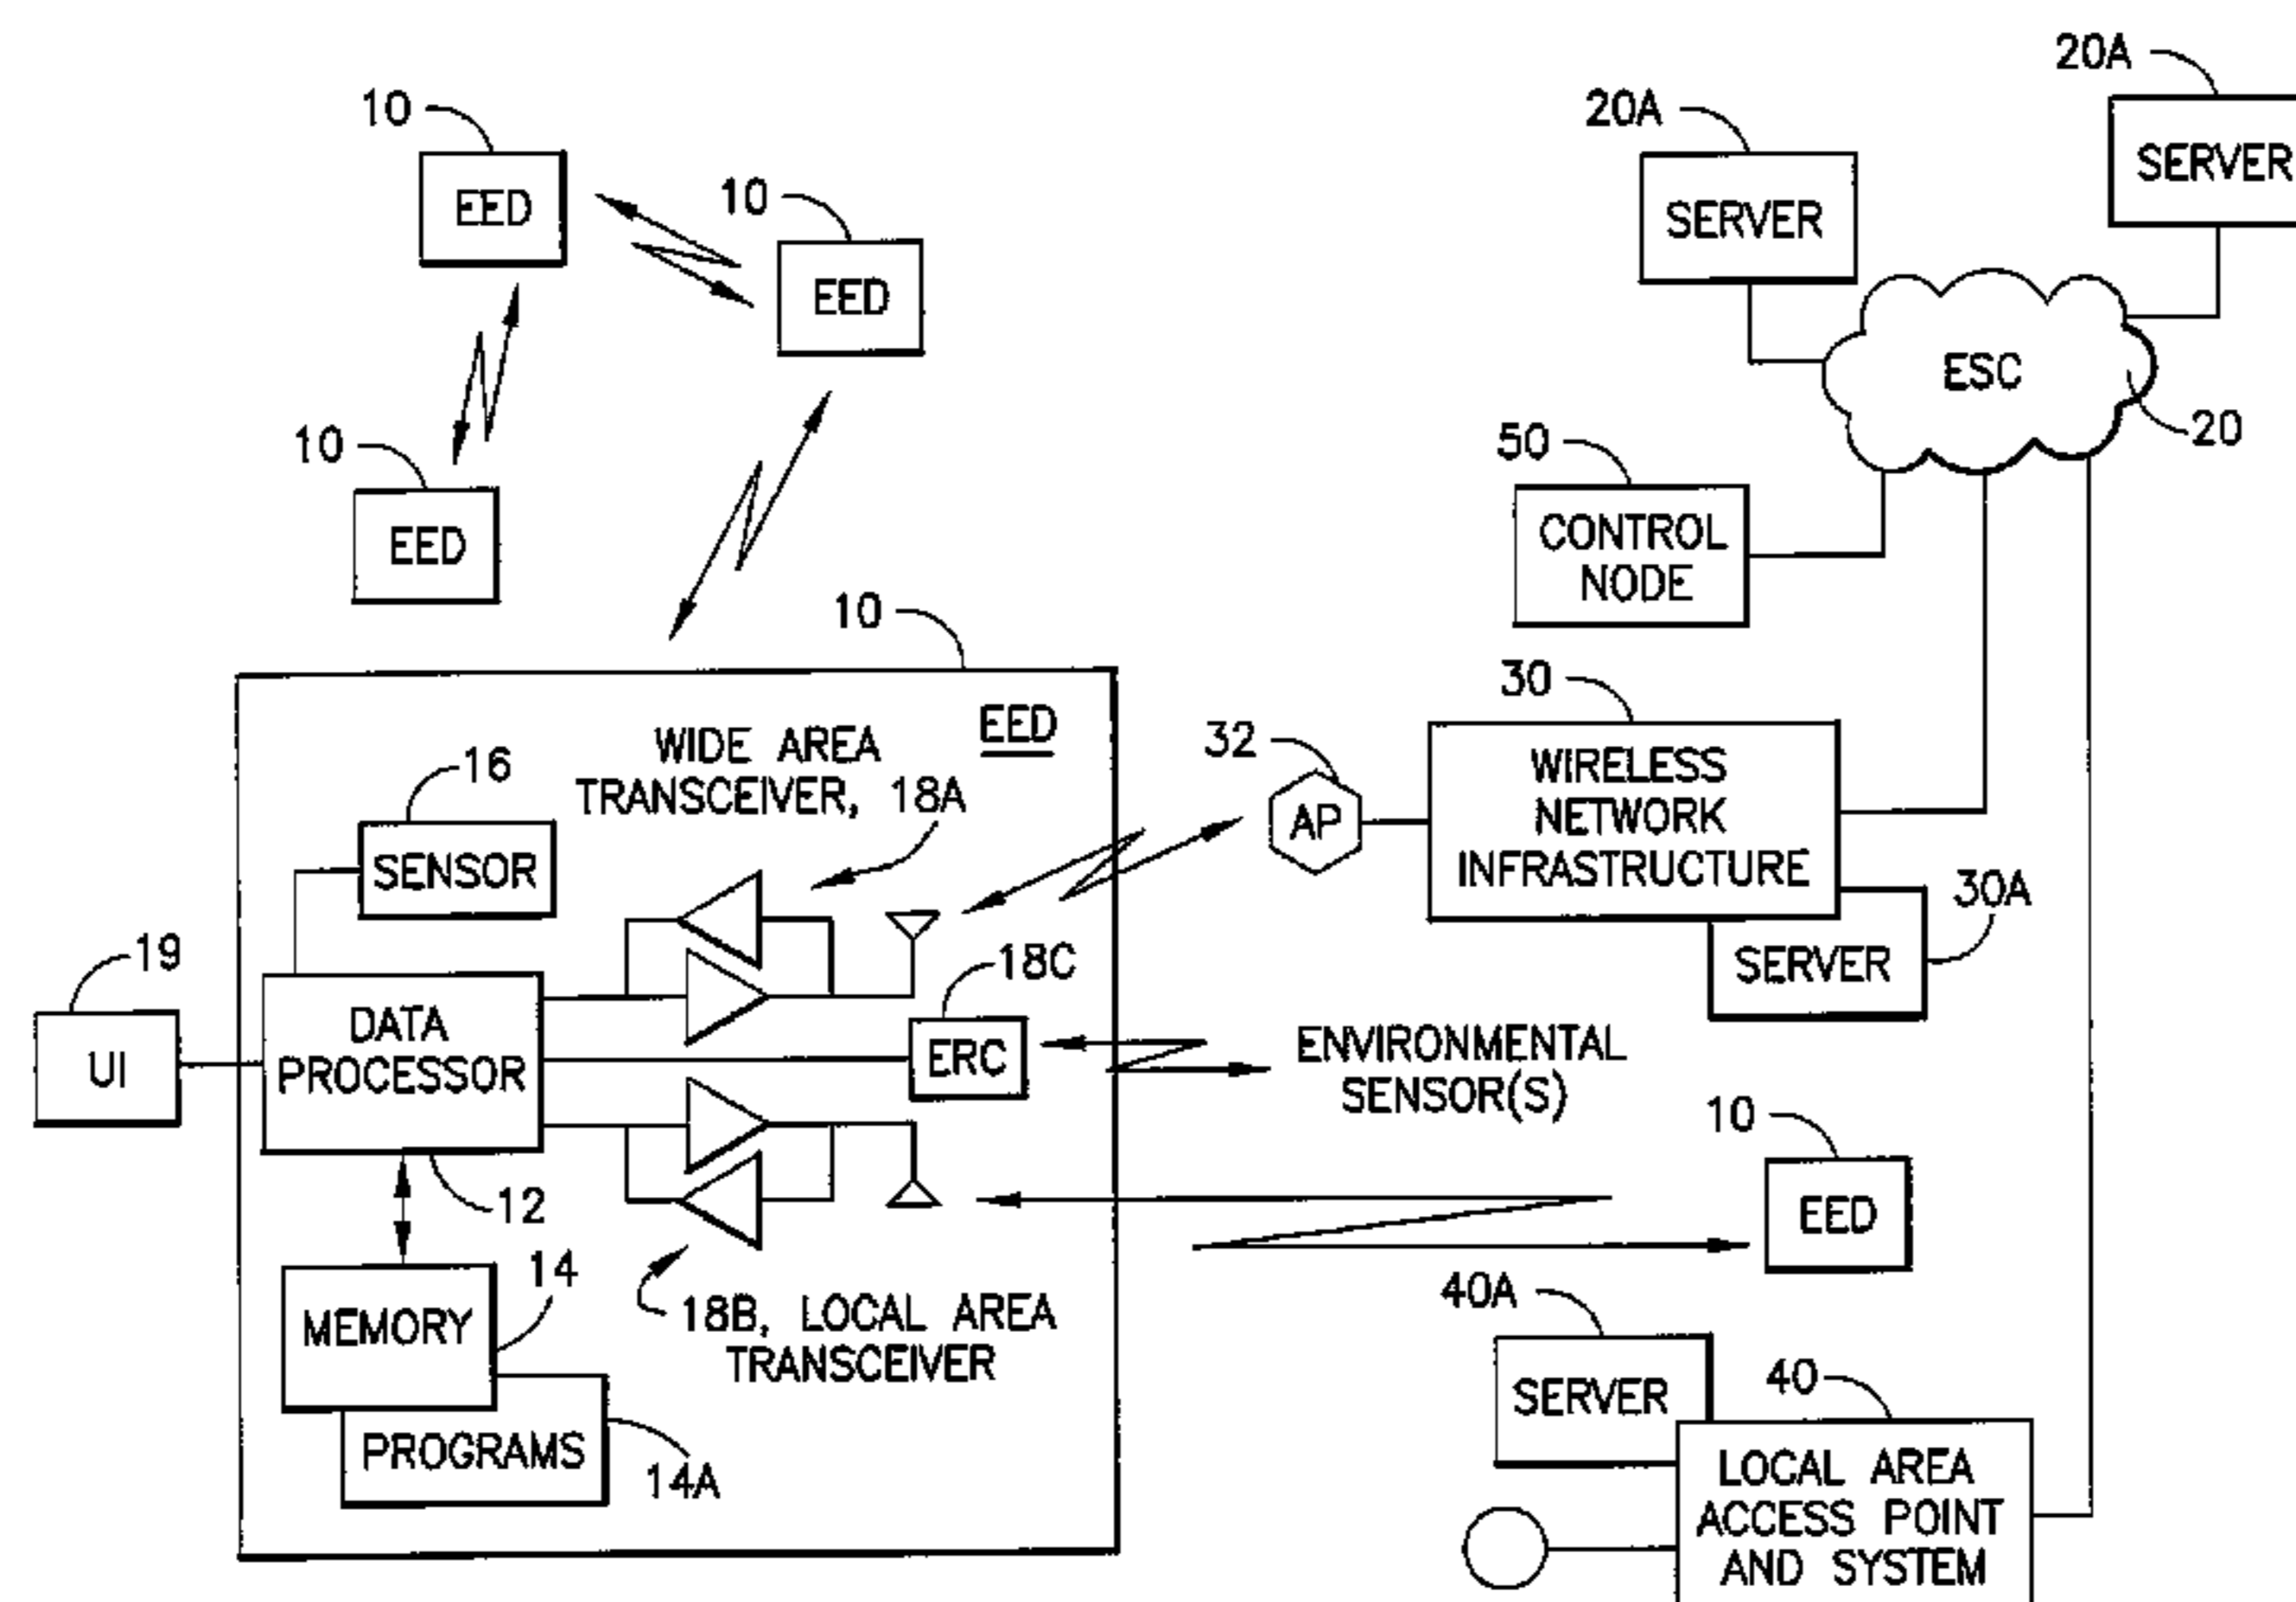 20A
20A
10
SERVER
SERVER
EED
10
EED
ESC
20
10
50
EED
CONTROL
NODE
10
30
EED
WIDE AREA
TRANSCEIVER, 18A
32
WIRELESS
NETWORK
INFRASTRUCTURE
16
AP
SENSOR
30A
19
18C
SERVER
DATA
PROCESSOR
UI
ERC
ENVIRONMENTAL
SENSOR(S)
10
12
EED
14
40A
MEMORY
18B, LOCAL AREA
TRANSCEIVER
40
SERVER
PROGRAMS
14A
LOCAL AREA
ACCESS POINT
AND SYSTEM